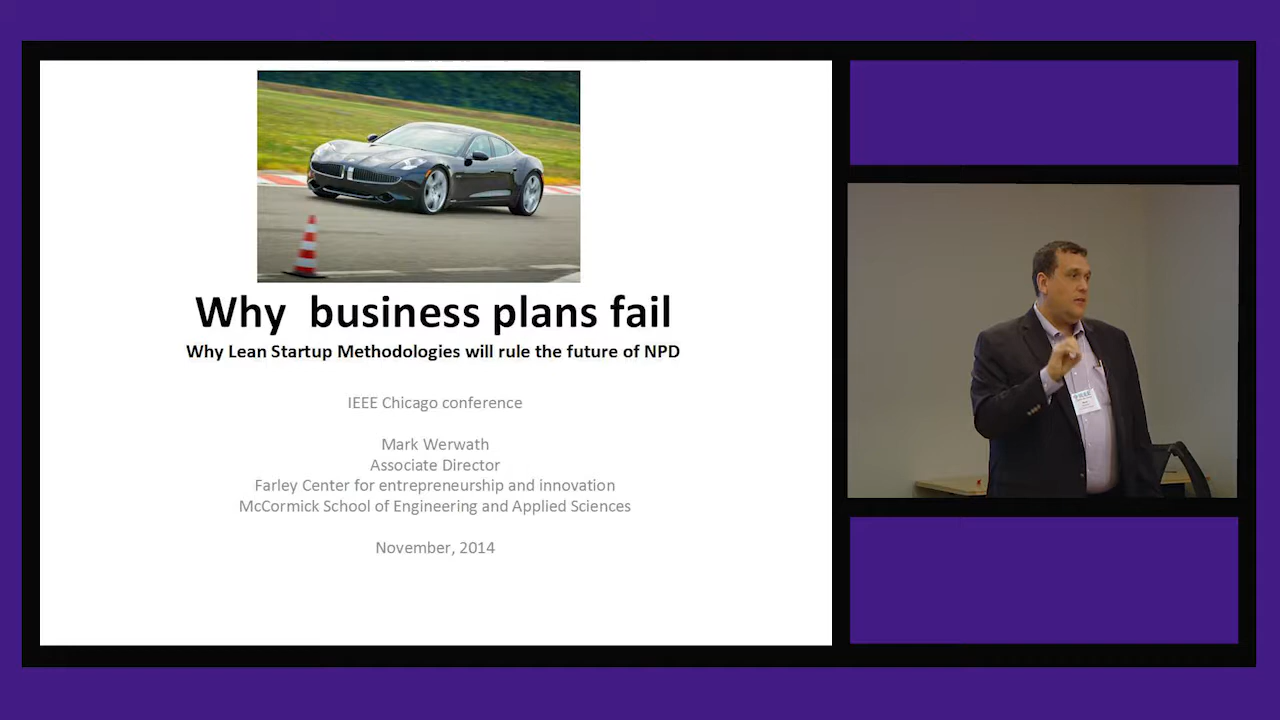 Why  business plans fail
Why Lean Startup Methodologies will rule the future of NPD
IEEE Chicago conference
Mark Werwath
Associate Director
Farley Center for entrepreneurship and innovation
McCormick School of Engineering and Applied Sciences
November, 2014
IEEE